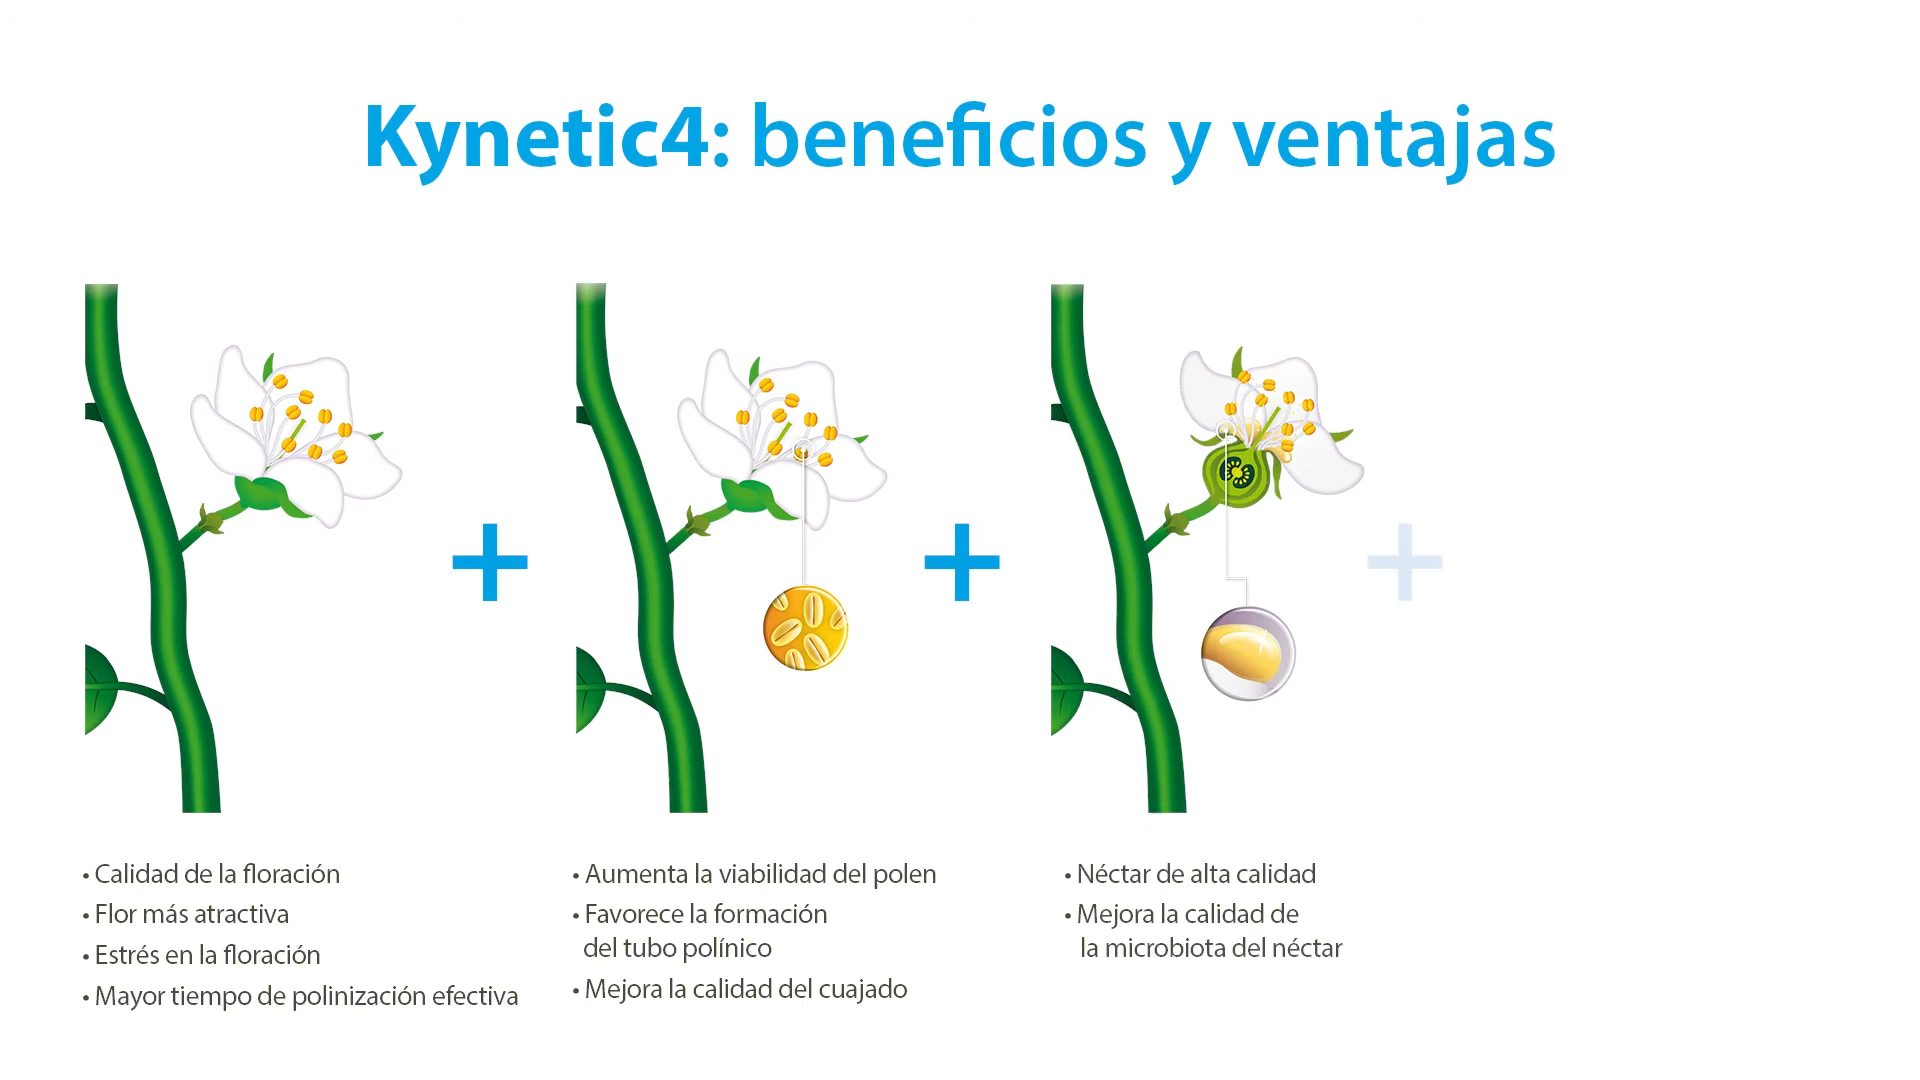 Kynetic4: beneficios y ventajas
• Calidad de la floración
• Flor más atractiva
• Estrés en la floración
• Mayor tiempo de polinización efectiva
• Aumenta la viabilidad del polen
• Favorece la formación
del tubo polínico
• Mejora la calidad del cuajado
• Néctar de alta calidad
• Mejora la calidad de
la microbiota del néctar